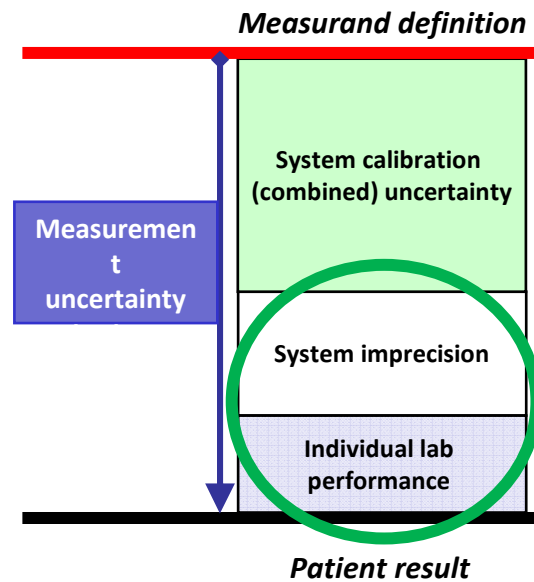 Measurand definition
System calibration
(combined) uncertainty
Measuremen
t
uncertainty
System imprecision
Individual lab
performance
Patient result